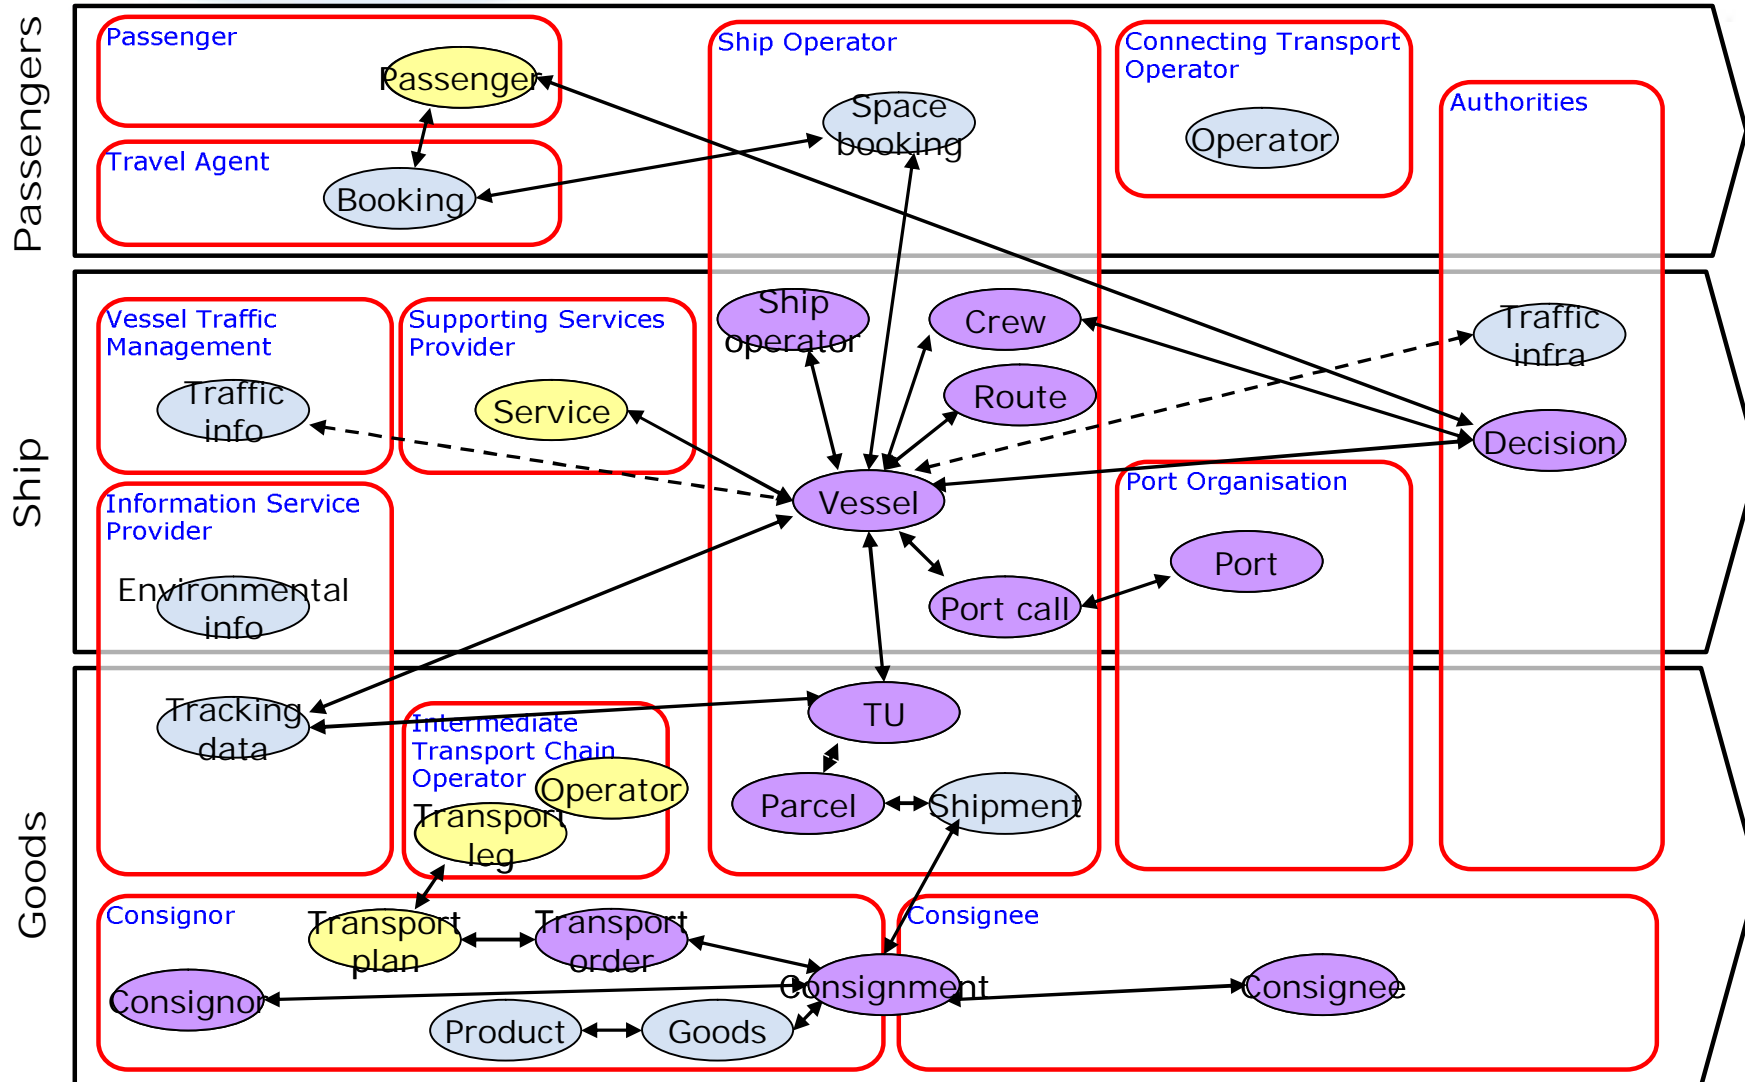 Passengers
Passenger
Passenger
Travel Agent
Booking
Ship Operator
Space
booking
Connecting Transport
Operator
Operator
Authorities
Ship
Vessel Traffic
Management
Traffic
info
Supporting Services
Provider
Service
Ship
operator
Crew
Route
Vessel
Traffic
infra
Decision
Information Service
Provider
Environmental
info
Port call
Port Organisation
Port
Goods
Tracking
data
Intermediate
Transport Chain
Operator
Operator
Transport
leg
TU
Parcel
Shipment
Consignor
Transport
plan
Transport
order
Consignor
Product
Goods
Consignment
Consignee
Consignee